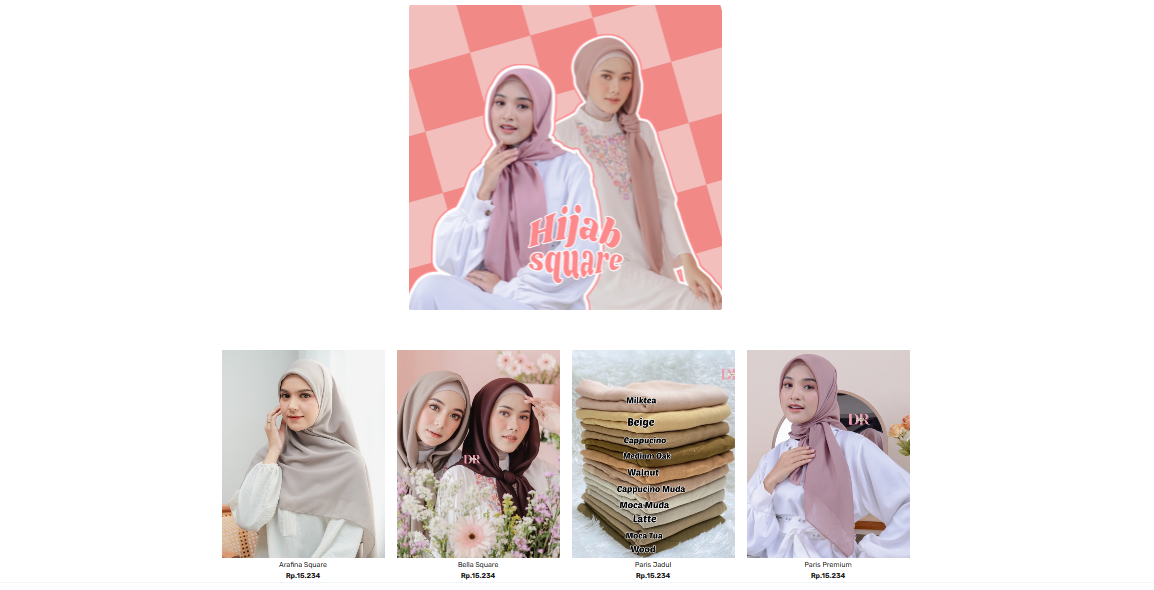 Hijab
square
DR
Milktea
Beige
Cappucino
Medium Oak
Walnut
Cappucino Muda
Moca Muda
Latte
Moca Tua
Wood
DR
Arafina Square
Bella Square
Paris Jadul
Paris Premium
Rp.15.234
Rp.15.234
Rp.15.234
Rp.15.234